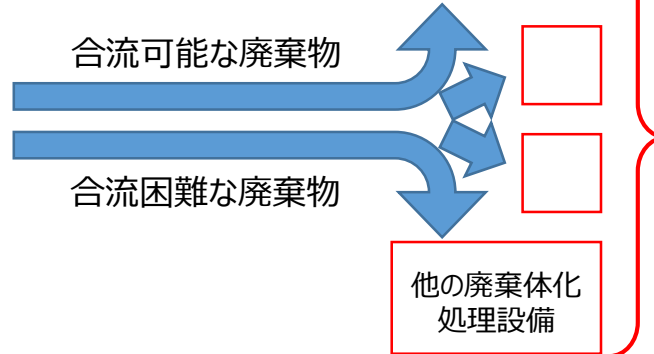 合流可能な廃棄物
合流困難な廃棄物
他の廃棄体化
処理設備